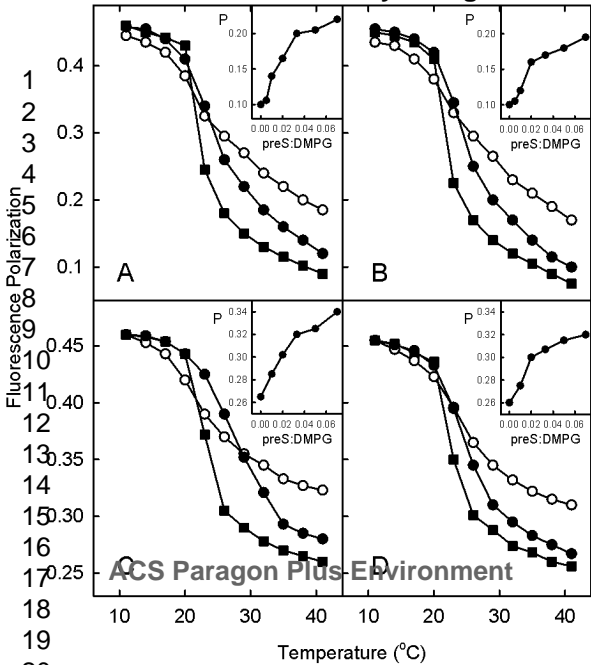 P
0.20
0.15
0.10
0.00 0.02 0.04 0.06
preS:DMPG
A
P
0.20
0.15
0.10
0.00 0.02 0.04 0.06
preS:DMPG
B
0.4
0.3
0.2
0.1
P
0.34
0.32
0.30
0.28
0.26
0.00 0.02 0.04 0.06
preS:DMPG
C
P
0.34
0.32
0.30
0.28
0.26
0.00 0.02 0.04 0.06
preS:DMPG
D
0.45
0.40
0.35
0.30
0.25
Fluorescence Polarization
10 20 30 40 10 20 30 40
Temperature (°C)
ACS Paragon Plus Environment
1
2
3
4
5
6
7
8
9
10
11
12
13
14
15
16
17
18
19